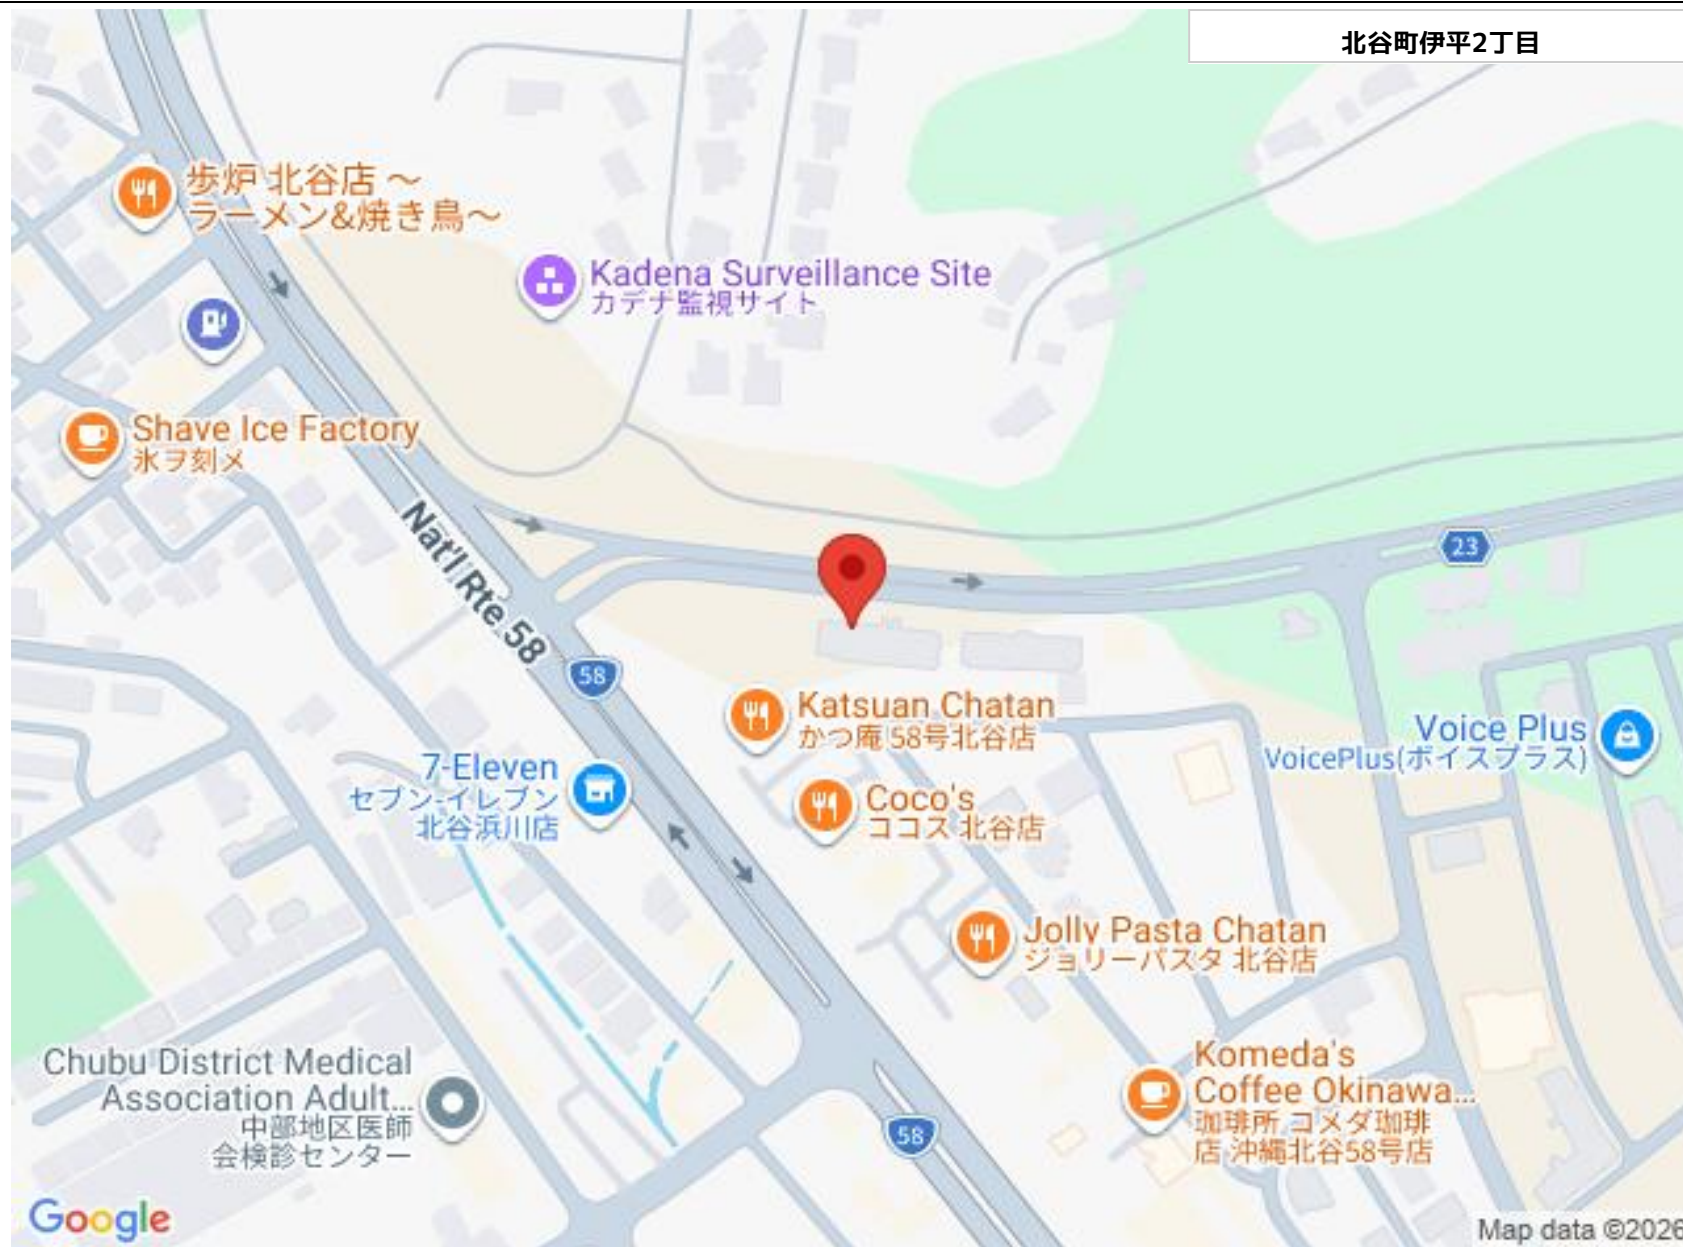 北谷町伊平2丁目
歩炉 北谷店 ～
ラーメン&焼き鳥～
Kadena Surveillance Site
カデナ監視サイト
Shave Ice Factory
氷ヲ刻メ
Nat'l Rte 58
23
58
Katsuan Chatan
かつ庵 58号北谷店
Voice Plus
VoicePlus(ボイスプラス)
7-Eleven
セブン-イレブン
北谷浜川店
Coco's
ココス 北谷店
Jolly Pasta Chatan
ジョリーパスタ 北谷店
Chubu District Medical
Association Adult...
中部地区医師
会検診センター
Komeda's
Coffee Okinawa...
珈琲所 コメダ珈琲
店 沖縄北谷58号店
58
Google
Map data ©2026